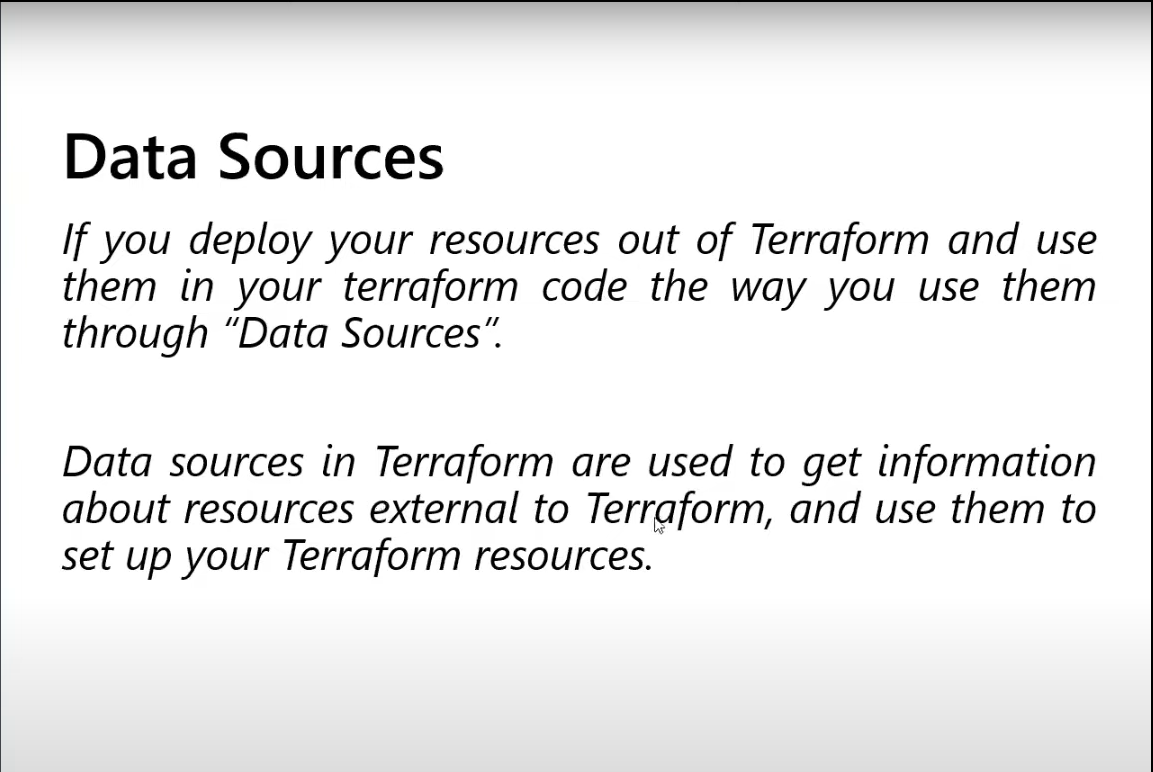 Data Sources
If you deploy your resources out of Terraform and use
them in your terraform code the way you use them
through “Data Sources”.
Data sources in Terraform are used to get information
about resources external to Terraform, and use them to
set up your Terraform resources.